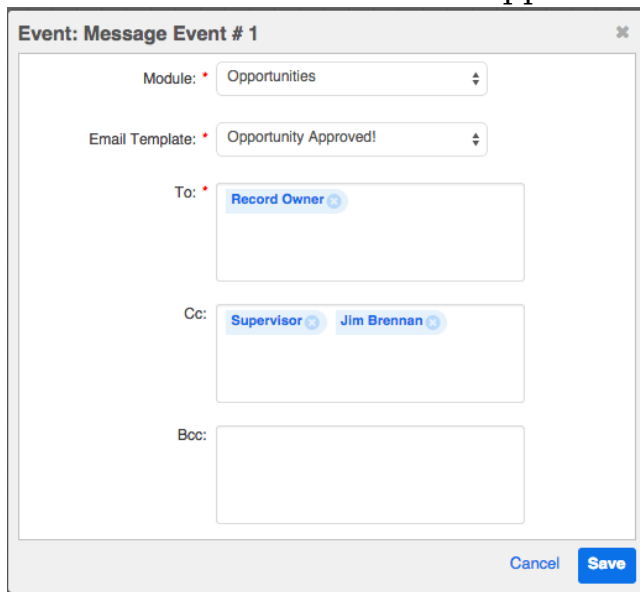 Event: Message Event # 1
Module: * Opportunities
Email Template: * Opportunity Approved!
To: * Record Owner
Cc: Supervisor Jim Brennan
Bcc:
Cancel Save